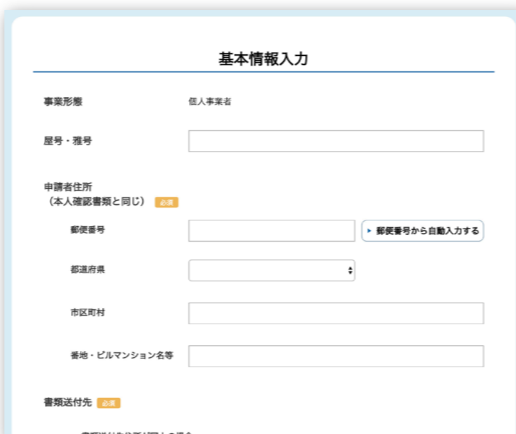 基本情報入力
事業形態 個人事業者
屋号・雅号
申請者住所
（本人確認書類と同じ） 必須
郵便番号 郵便番号から自動入力する
都道府県
市区町村
番地・ビルマンション名等
書類送付先 必須